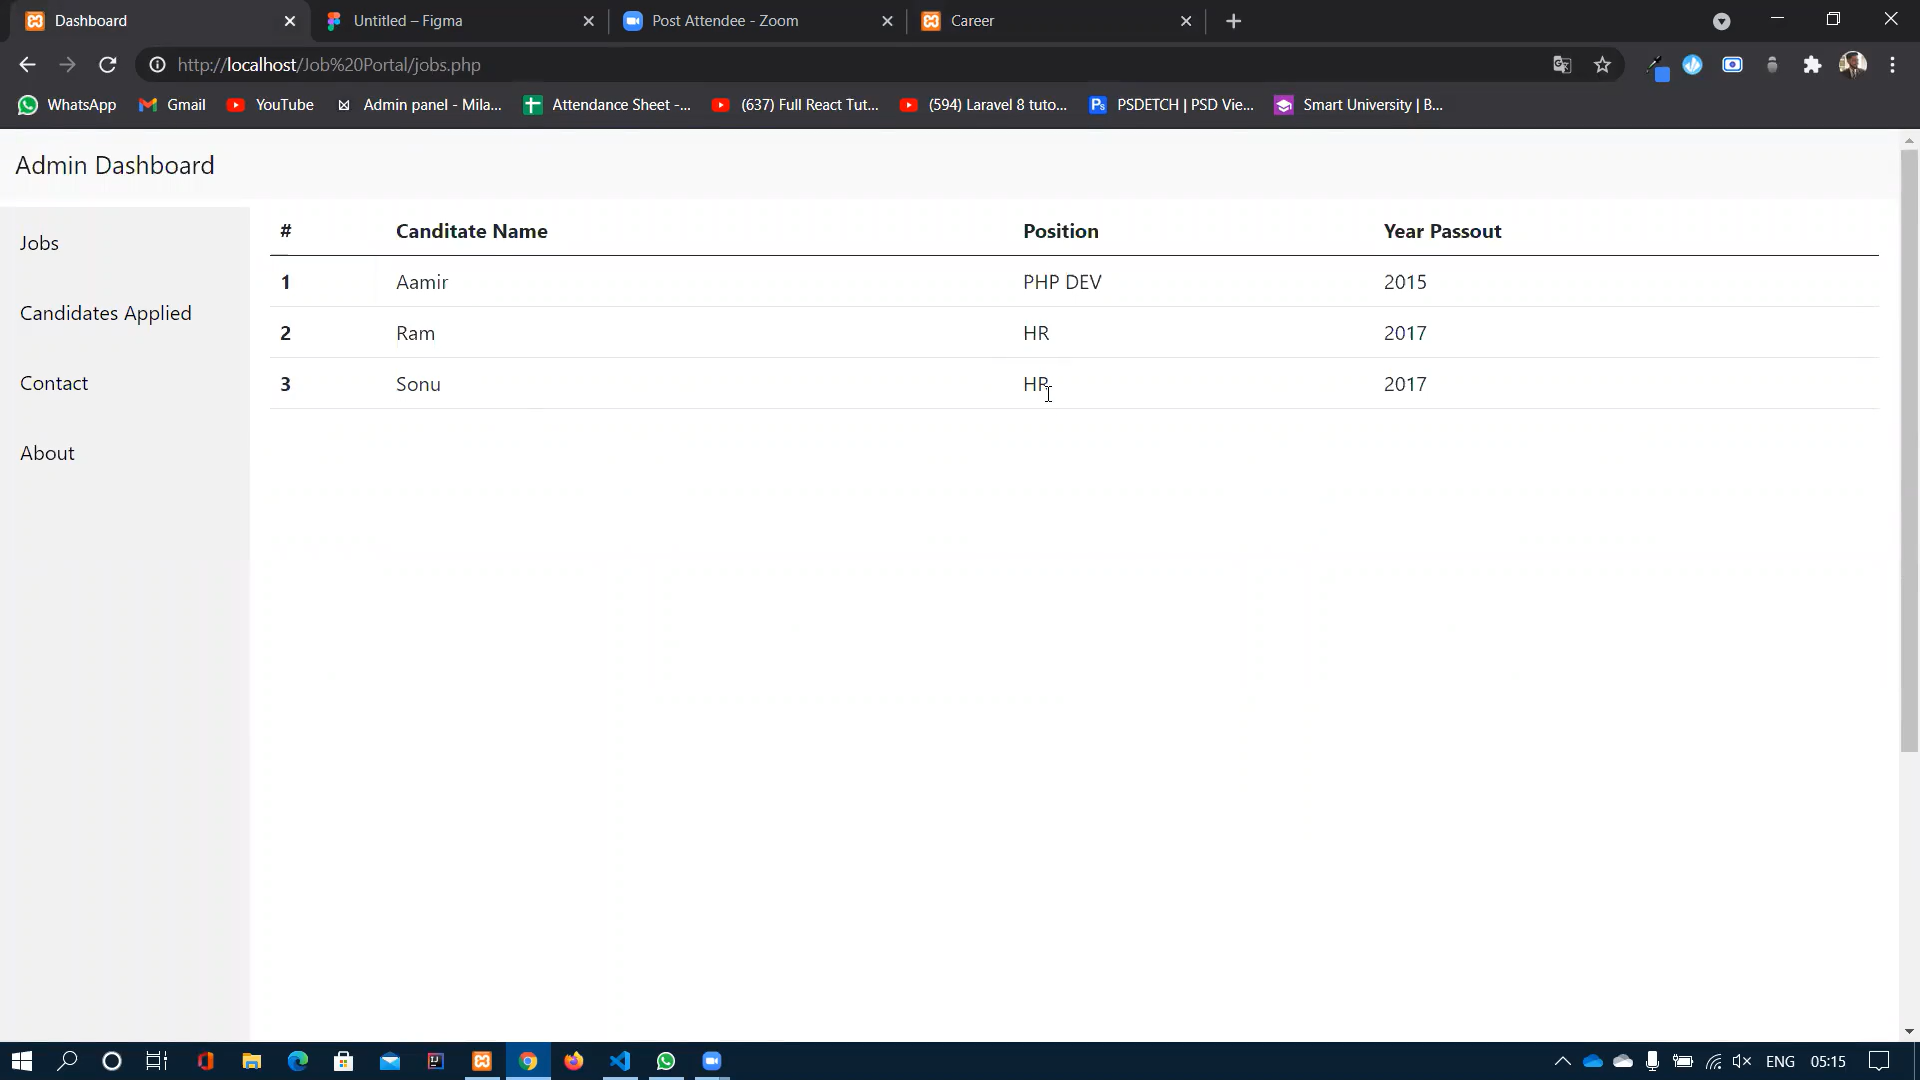 Dashboard
Untitled – Figma
Post Attendee - Zoom
Career
http://localhost/Job%20Portal/jobs.php
WhatsApp
Gmail
YouTube
Admin panel - Mila...
Attendance Sheet -...
(637) Full React Tut...
(594) Laravel 8 tuto...
Ps PSDETCH | PSD Vie...
Smart University | B...
Admin Dashboard
Jobs
Candidates Applied
Contact
About
# Canditate Name Position Year Passout
1 Aamir PHP DEV 2015
2 Ram HR 2017
3 Sonu HR 2017
ENG 05:15